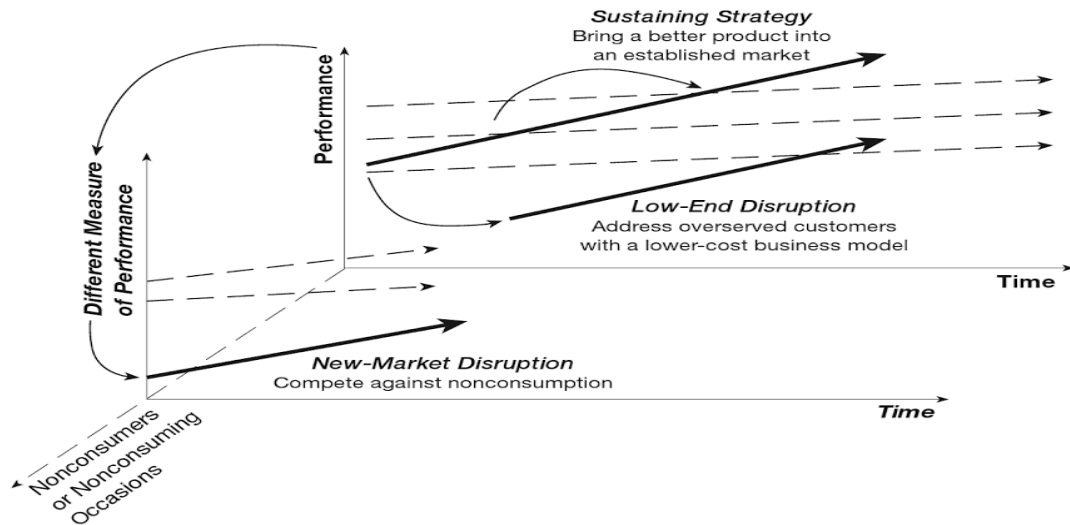 Sustaining Strategy
Bring a better product into
an established market
Performance
Different Measure
of Performance
Low-End Disruption
Address overserved customers
with a lower-cost business model
Time
New-Market Disruption
Compete against nonconsumption
Time
Nonconsumers
or Nonconsuming
Occasions